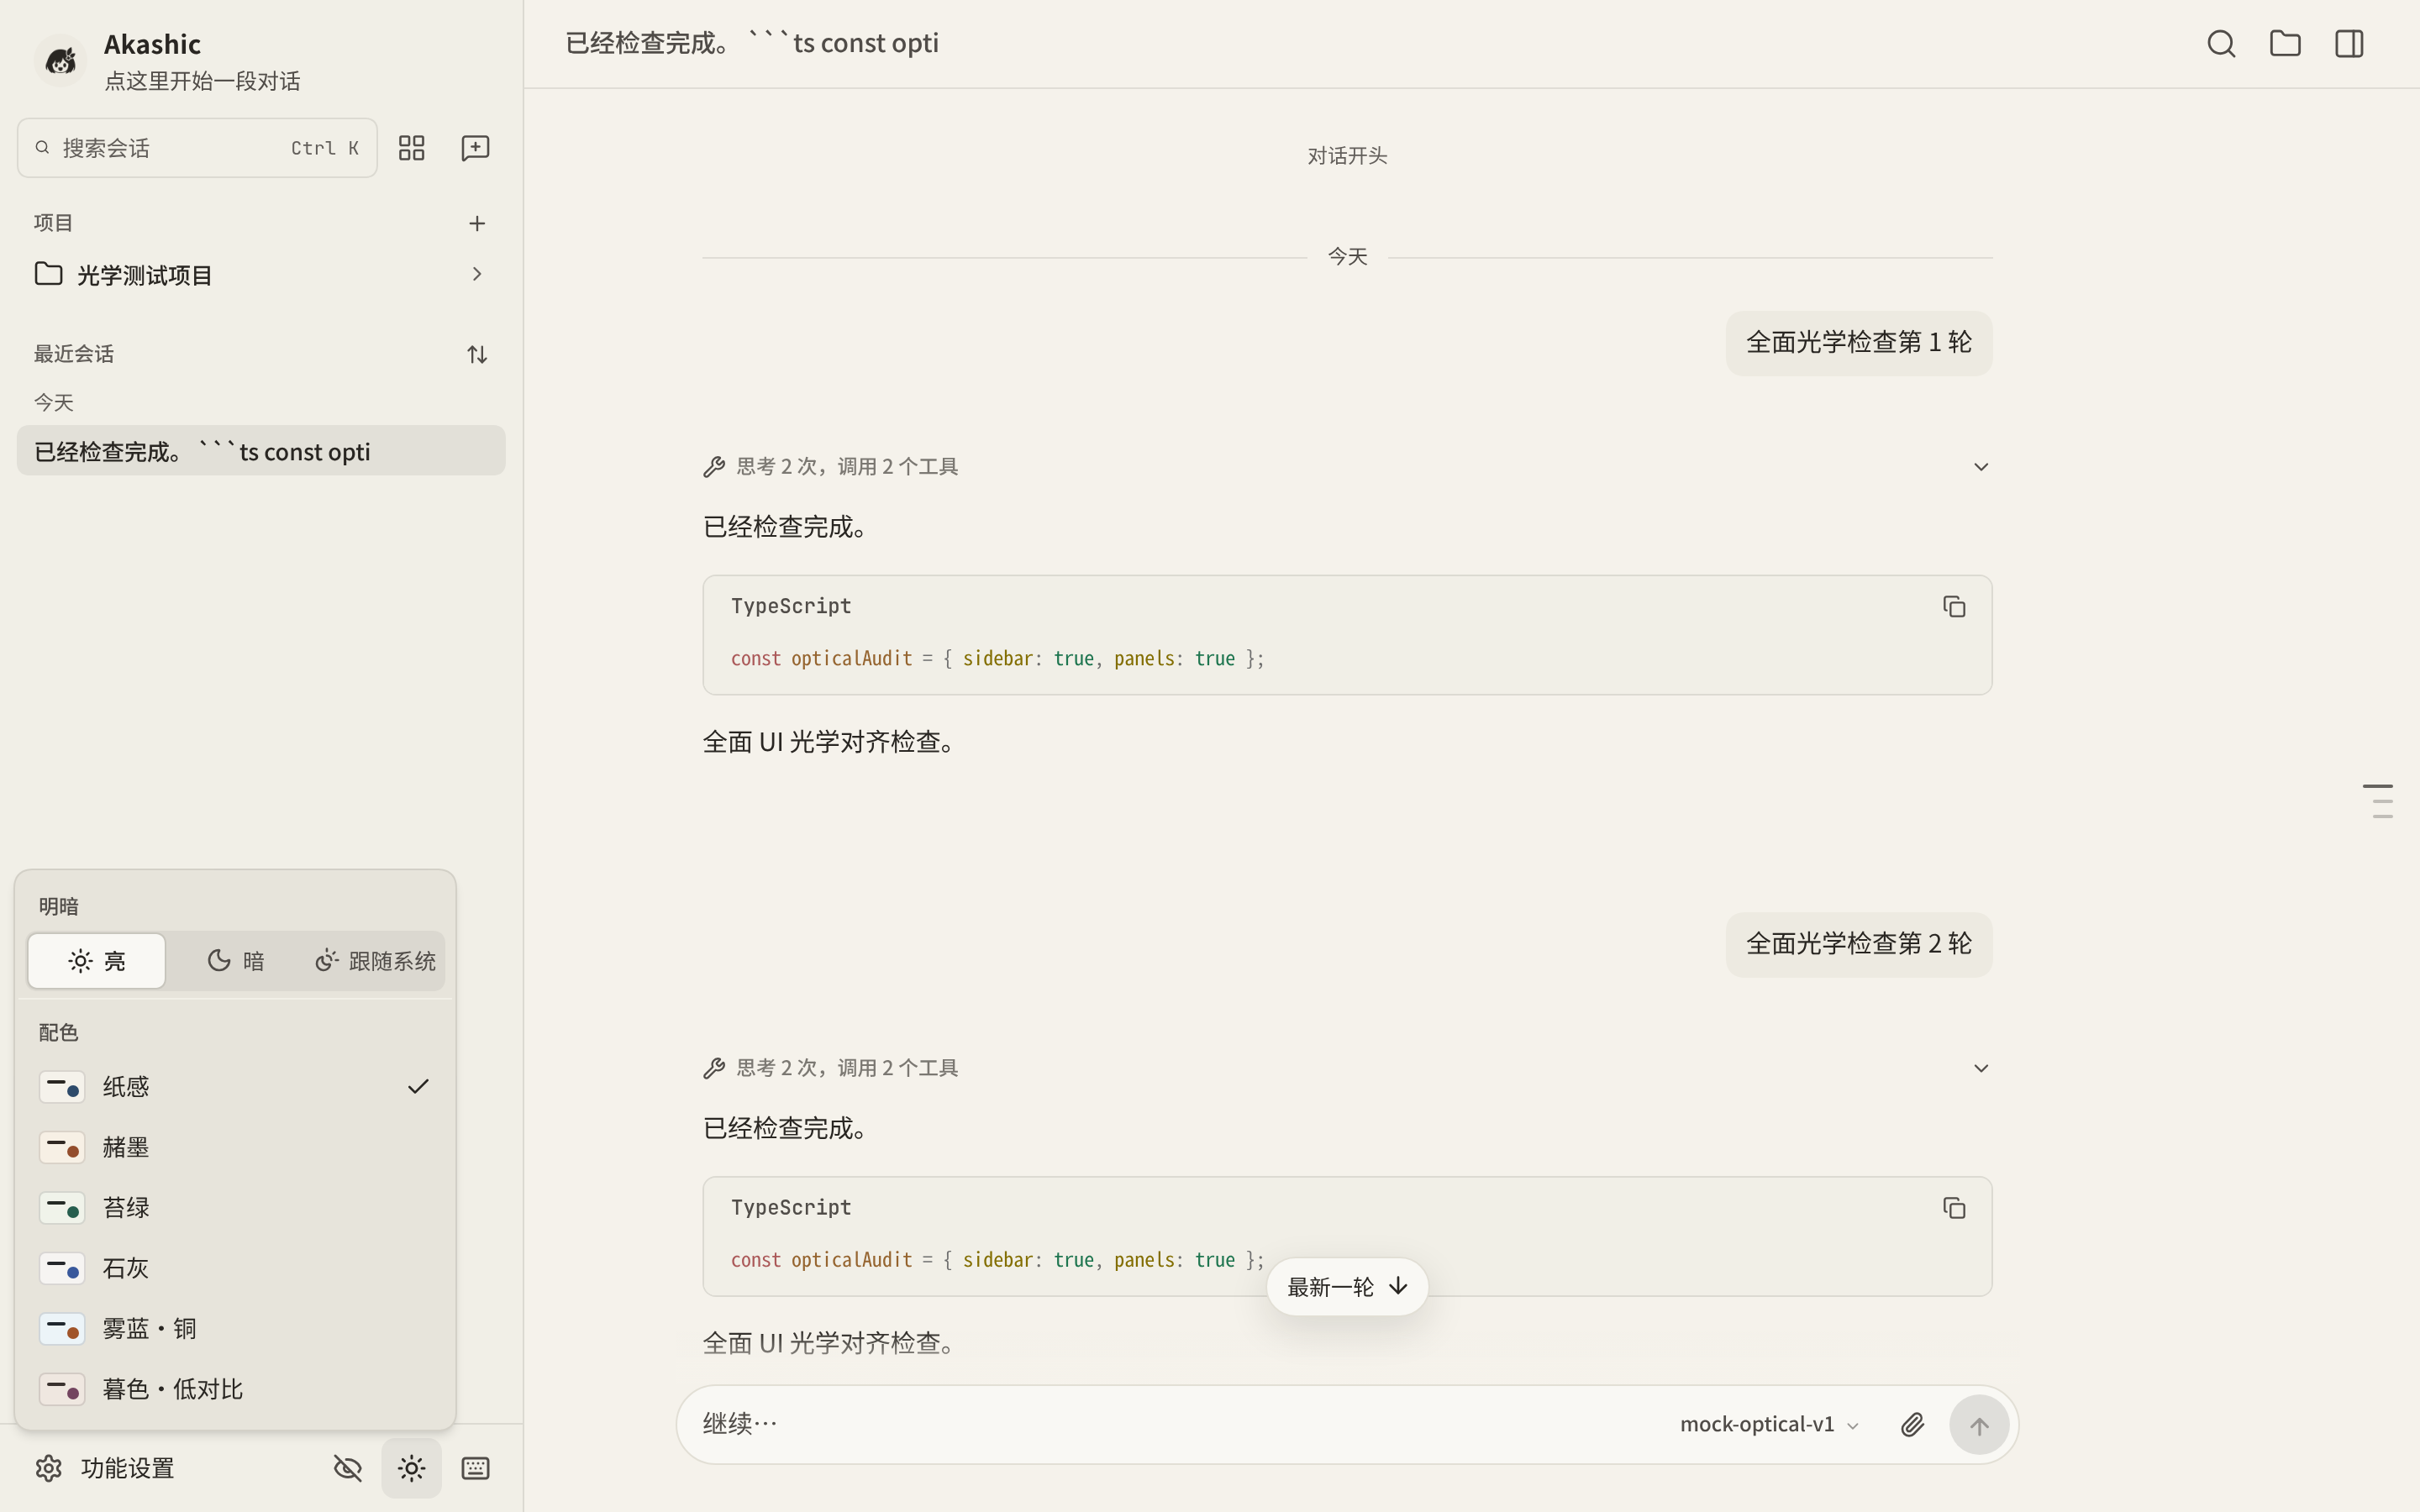 Akashic
点这里开始一段对话
搜索会话 Ctrl K
项目
光学测试项目
最近会话
今天
已经检查完成。 ```ts const opti
明暗
亮 暗 跟随系统
配色
纸感
赭墨
苔绿
石灰
雾蓝・铜
暮色・低对比
功能设置
已经检查完成。 ```ts const opti
对话开头
今天
全面光学检查第 1 轮
思考 2 次，调用 2 个工具
已经检查完成。
TypeScript
const opticalAudit = { sidebar: true, panels: true };
全面 UI 光学对齐检查。
全面光学检查第 2 轮
思考 2 次，调用 2 个工具
已经检查完成。
TypeScript
const opticalAudit = { sidebar: true, panels: true };
最新一轮
全面 UI 光学对齐检查。
继续…
mock-optical-v1